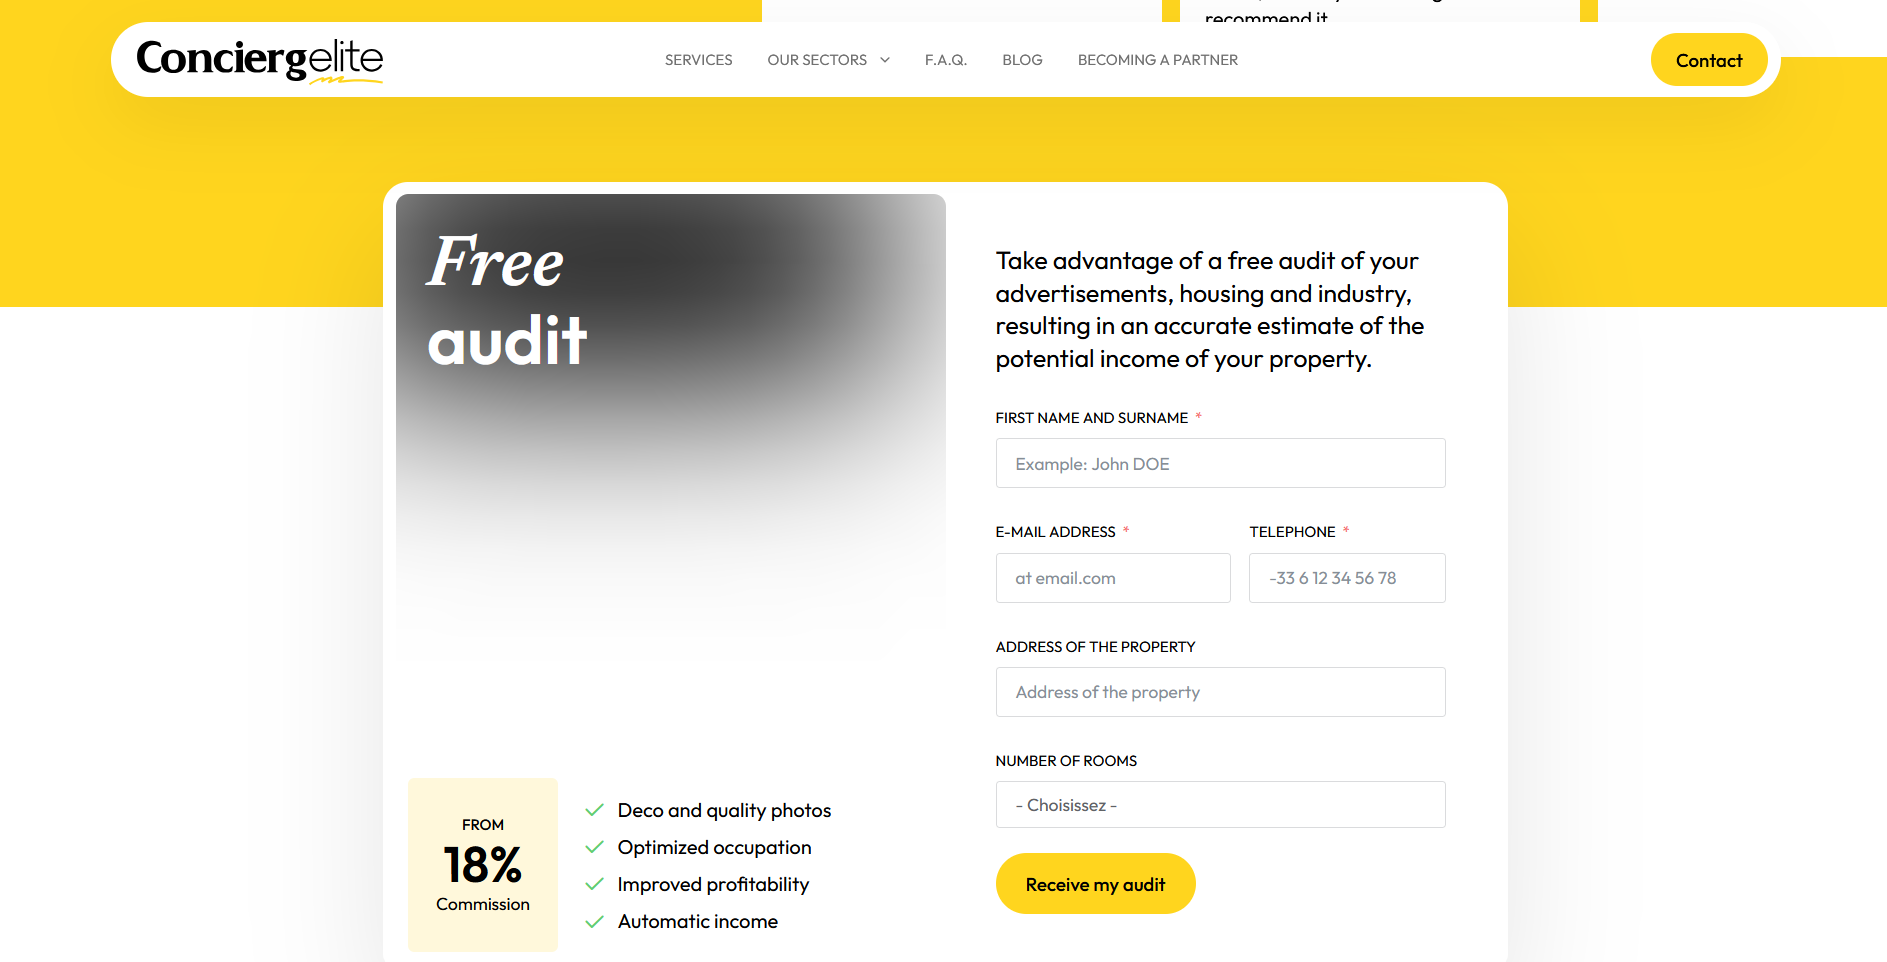 recommend it.
Conciergelite
SERVICES
OUR SECTORS
F.A.Q.
BLOG
BECOMING A PARTNER
Contact
Free
audit
FROM
18%
Commission
Deco and quality photos
Optimized occupation
Improved profitability
Automatic income
Take advantage of a free audit of your
advertisements, housing and industry,
resulting in an accurate estimate of the
potential income of your property.
FIRST NAME AND SURNAME *
Example: John DOE
E-MAIL ADDRESS *
TELEPHONE *
at email.com
-33 6 12 34 56 78
ADDRESS OF THE PROPERTY
Address of the property
NUMBER OF ROOMS
- Choisissez -
Receive my audit